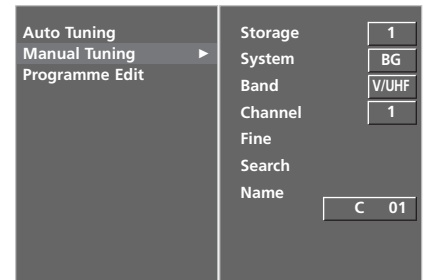 Auto Tuning
Manual Tuning ►
Programme Edit
Storage 1
System BG
Band V/UHF
Channel 1
Fine
Search
Name
C 01